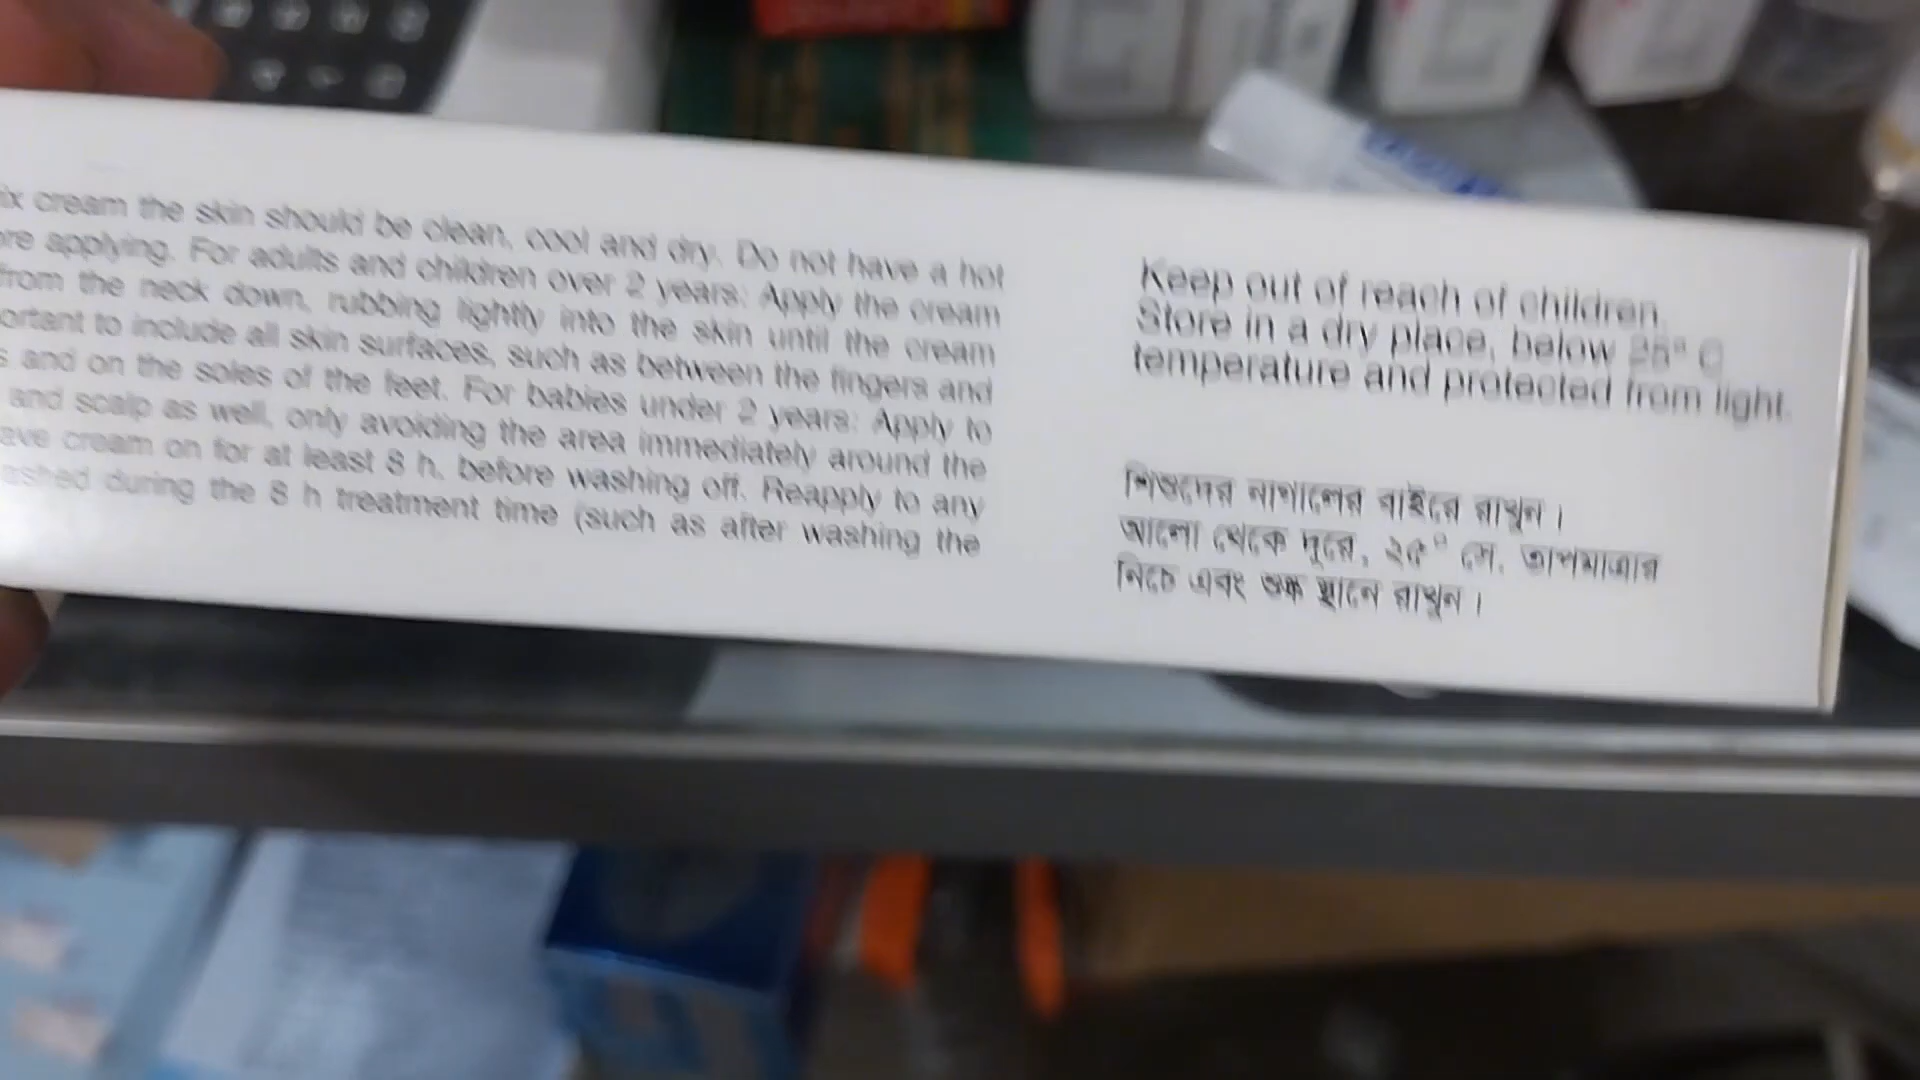 ix cream the skin should be clean, cool and dry. Do not have a hot
re applying. For adults and children over 2 years: Apply the cream
from the neck down, rubbing lightly into the skin until the cream
ortant to include all skin surfaces, such as between the fingers and
s and on the soles of the feet. For babies under 2 years: Apply to
and scalp as well, only avoiding the area immediately around the
ave cream on for at least 8 h. before washing off. Reapply to any
ashed during the 8 h treatment time (such as after washing the
Keep out of reach of children.
Store in a dry place, below 25° C
temperature and protected from light.
শিশুদের নাগালের বাইরে রাখুন।
আলো থেকে দূরে, ২৫° সে. তাপমাত্রার
নিচে এবং শুষ্ক স্থানে রাখুন।